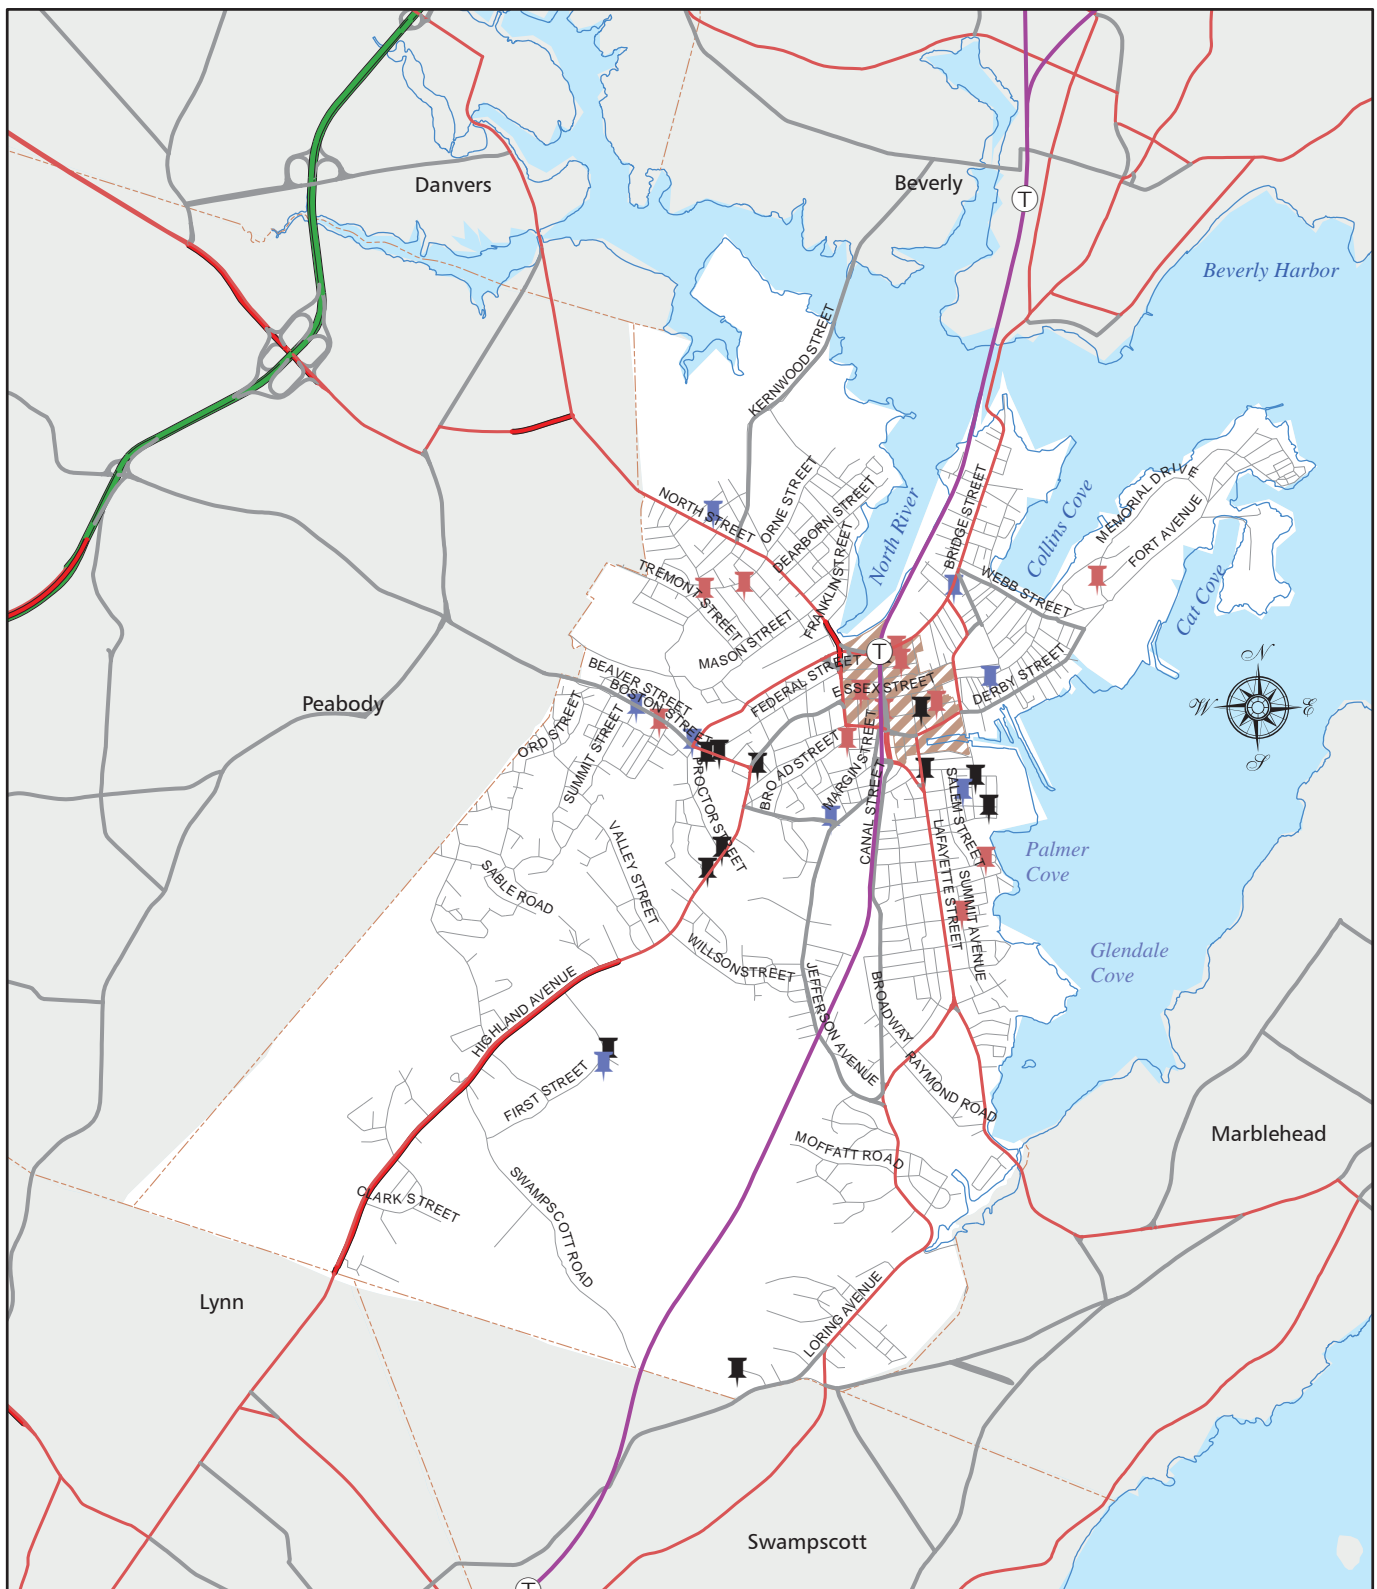 Danvers
Beverly
T
Beverly Harbor
KERNWOOD STREET
NORTH STREET
ORNE STREET
DEARBORN STREET
FRANKLIN STREET
North River
BRIDGE STREET
Collins Cove
MEMORIAL DRIVE
FORT AVENUE
WEBB STREET
Cat Cove
TREMONT STREET
MASON STREET
T
N
W
E
S
Peabody
BEAVER STREET
BOSTON STREET
FEDERAL STREET
ESSEX STREET
DERBY STREET
ORD STREET
SUMMIT STREET
BROAD STREET
MARGIN STREET
PROCTOR STREET
CANAL STREET
SALEM STREET
LAFAYETTE STREET
VALLEY STREET
SABLE ROAD
SUMMIT AVENUE
Palmer
Cove
WILLSON STREET
Glendale
Cove
HIGHLAND AVENUE
JEFFERSON AVENUE
BROADWAY
FIRST STREET
RAYMOND ROAD
Marblehead
MOFFATT ROAD
CLARK STREET
SWAMPSCOTT ROAD
Lynn
LORING AVENUE
Swampscott
T